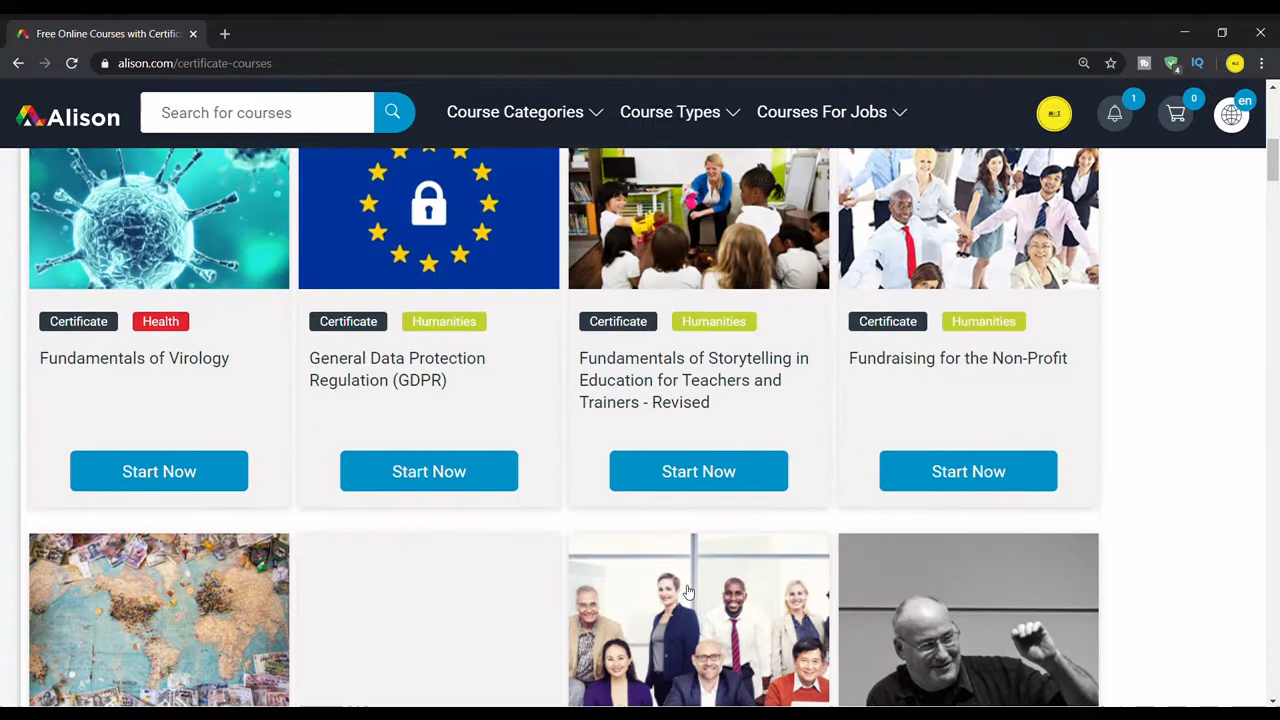 Free Online Courses with Certific
alison.com/certificate-courses
4
IQ
Alison
Search for courses
Course Categories
Course Types
Courses For Jobs
1
0
en
Certificate
Health
Fundamentals of Virology
Start Now
Certificate
Humanities
General Data Protection
Regulation (GDPR)
Start Now
Certificate
Humanities
Fundamentals of Storytelling in
Education for Teachers and
Trainers - Revised
Start Now
Certificate
Humanities
Fundraising for the Non-Profit
Start Now